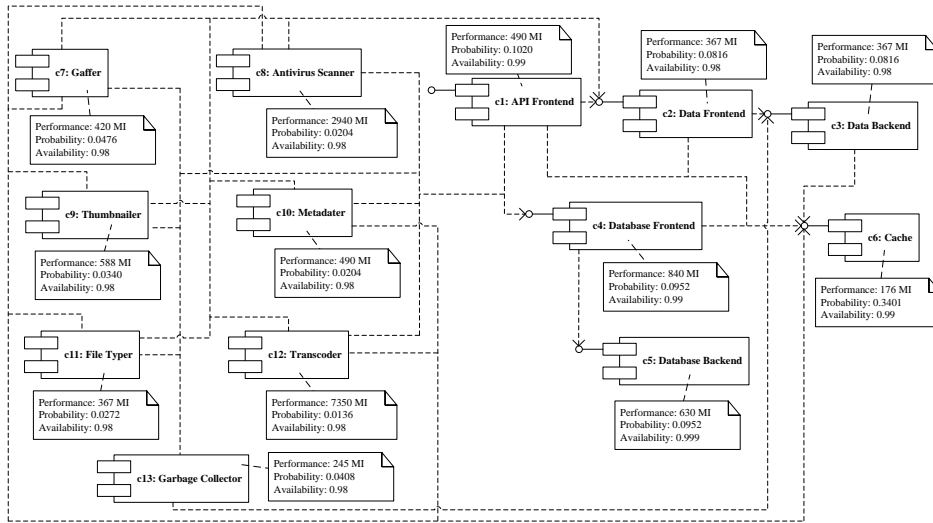 Performance: 490 MI
Probability: 0.1020
Availability: 0.99
Performance: 367 MI
Probability: 0.0816
Availability: 0.98
Performance: 367 MI
Probability: 0.0816
Availability: 0.98
c7: Gaffer
c8: Antivirus Scanner
c1: API Frontend
c2: Data Frontend
c3: Data Backend
Performance: 420 MI
Probability: 0.0476
Availability: 0.98
Performance: 2940 MI
Probability: 0.0204
Availability: 0.98
c9: Thumbnailer
c10: Metadater
c4: Database Frontend
c6: Cache
Performance: 588 MI
Probability: 0.0340
Availability: 0.98
Performance: 490 MI
Probability: 0.0204
Availability: 0.98
Performance: 840 MI
Probability: 0.0952
Availability: 0.99
Performance: 176 MI
Probability: 0.3401
Availability: 0.99
c11: File Typer
c12: Transcoder
c5: Database Backend
Performance: 367 MI
Probability: 0.0272
Availability: 0.98
Performance: 7350 MI
Probability: 0.0136
Availability: 0.98
Performance: 630 MI
Probability: 0.0952
Availability: 0.999
c13: Garbage Collector
Performance: 245 MI
Probability: 0.0408
Availability: 0.98